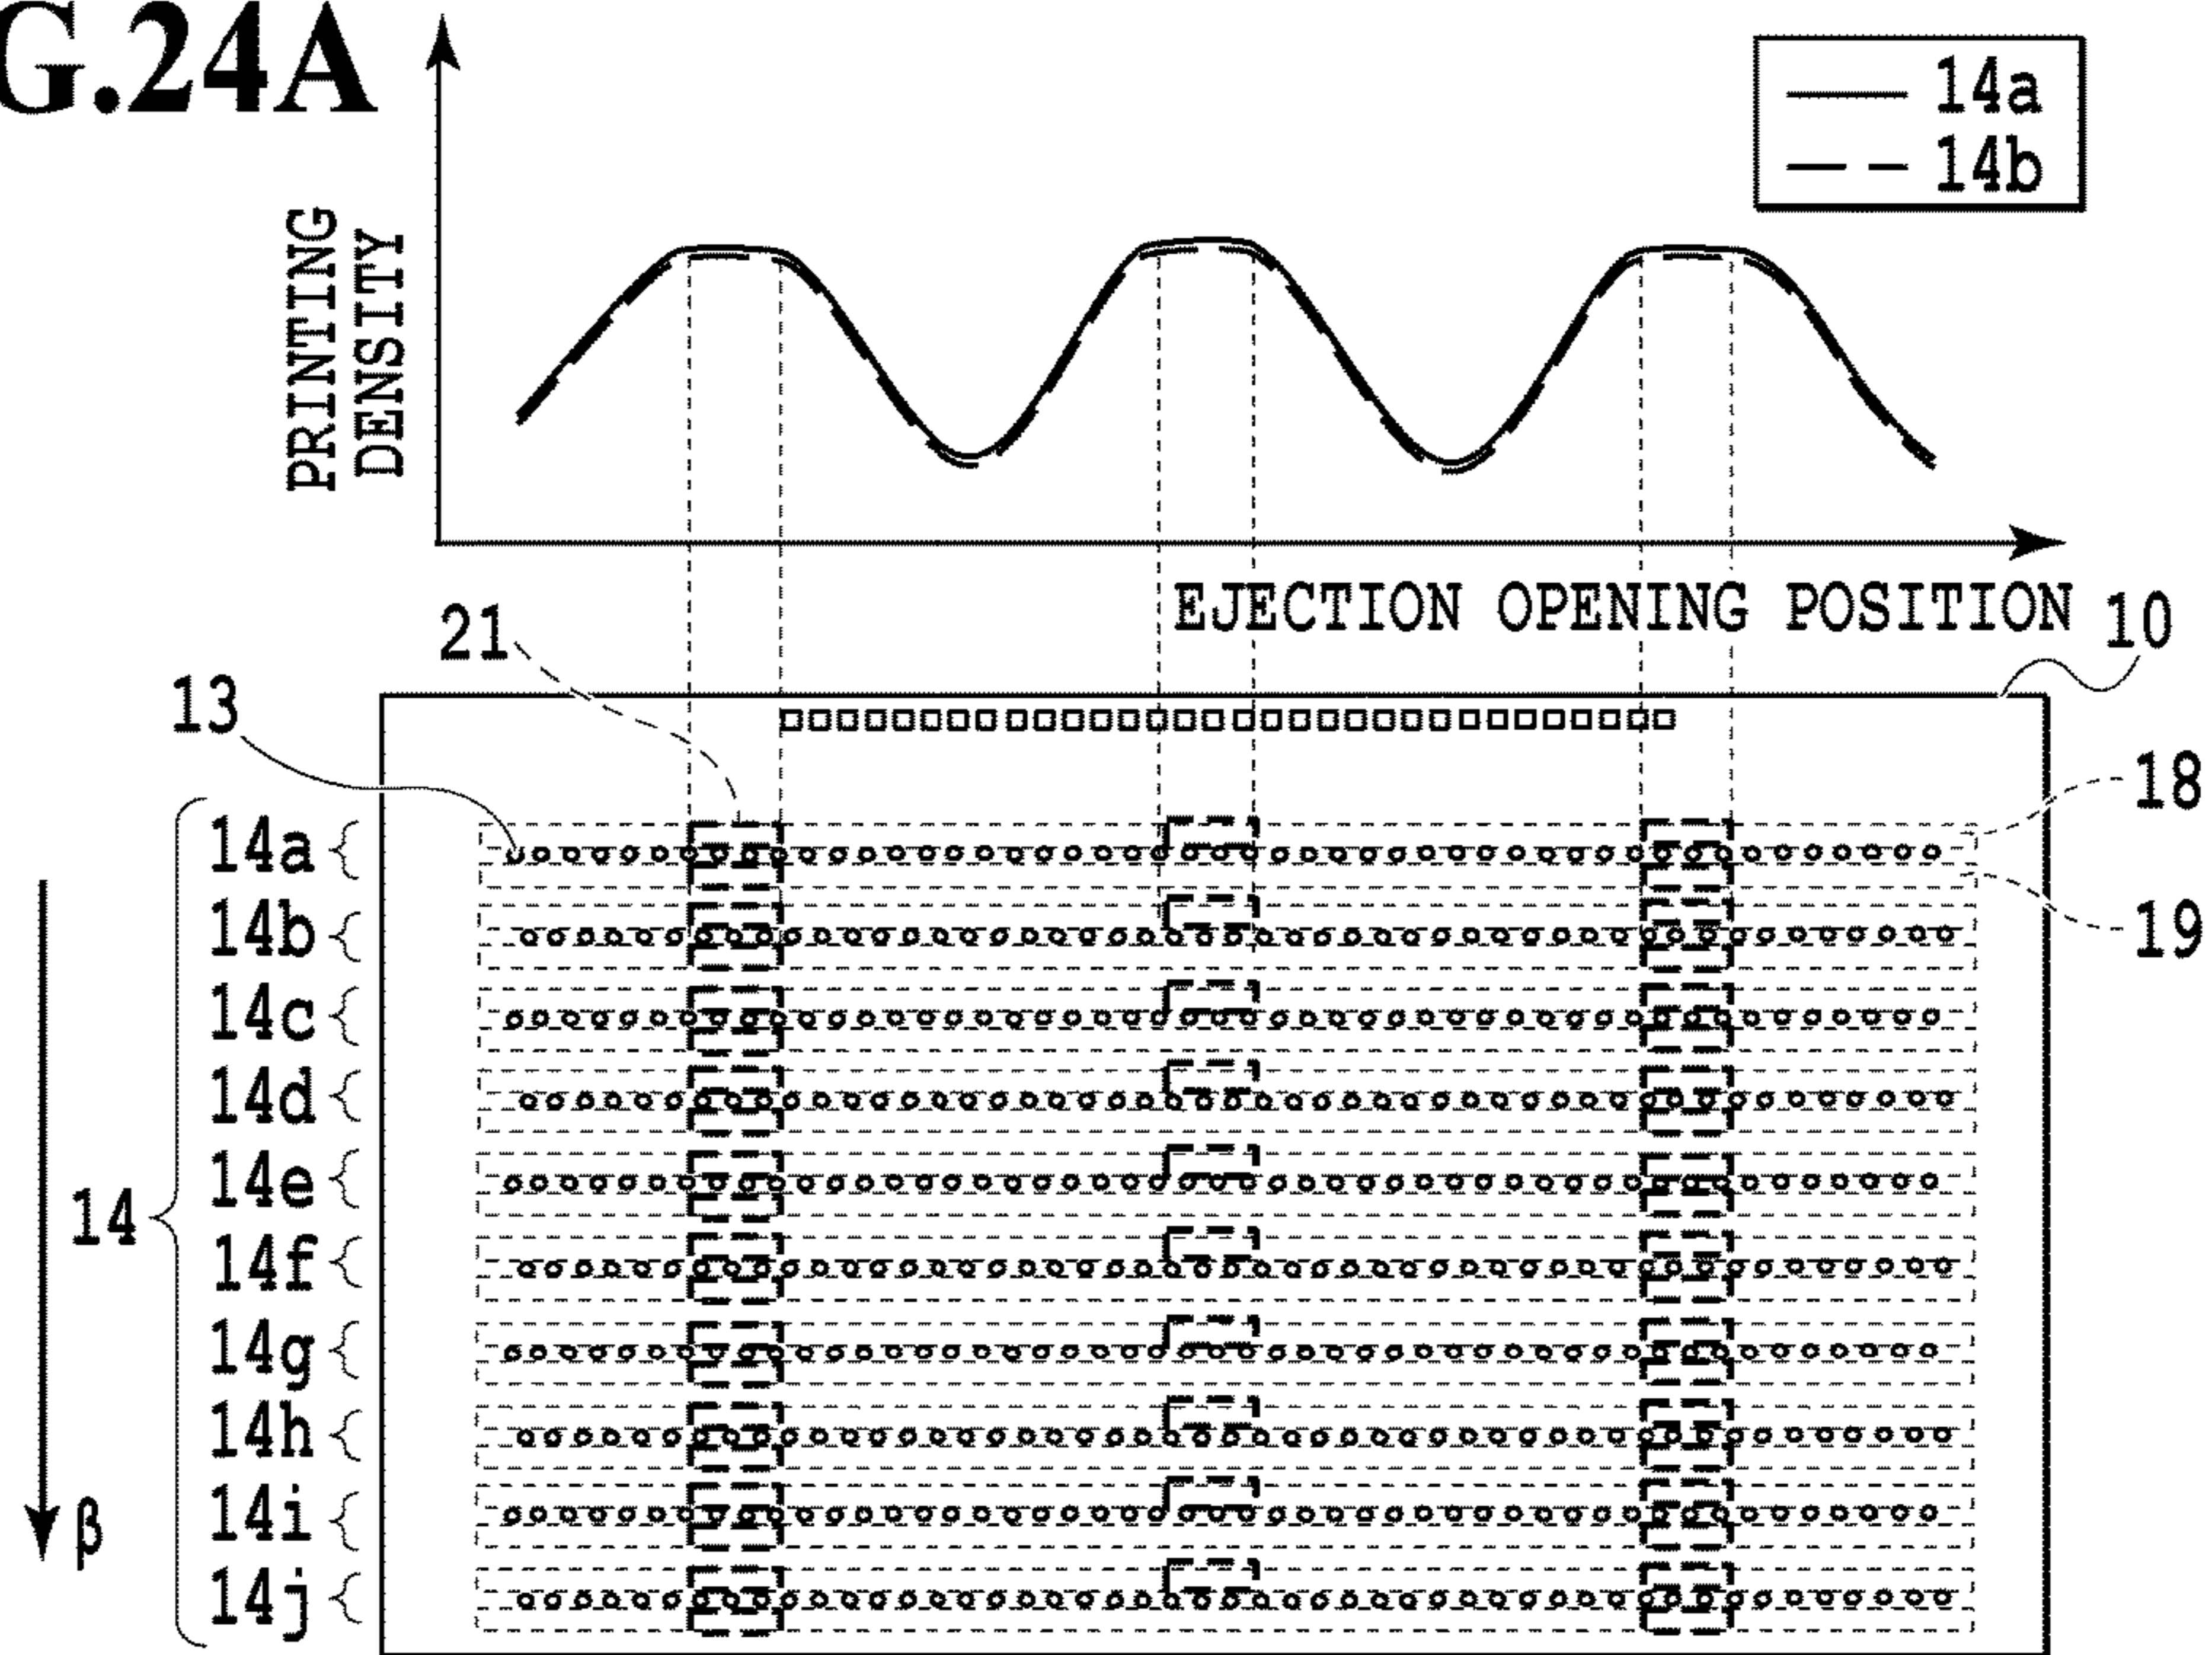 G.24A
14a
14b
PRINTING
DENSITY
EJECTION OPENING POSITION
10
21
13
18
19
14
14a
14b
14c
14d
14e
14f
14g
14h
14i
14j
β